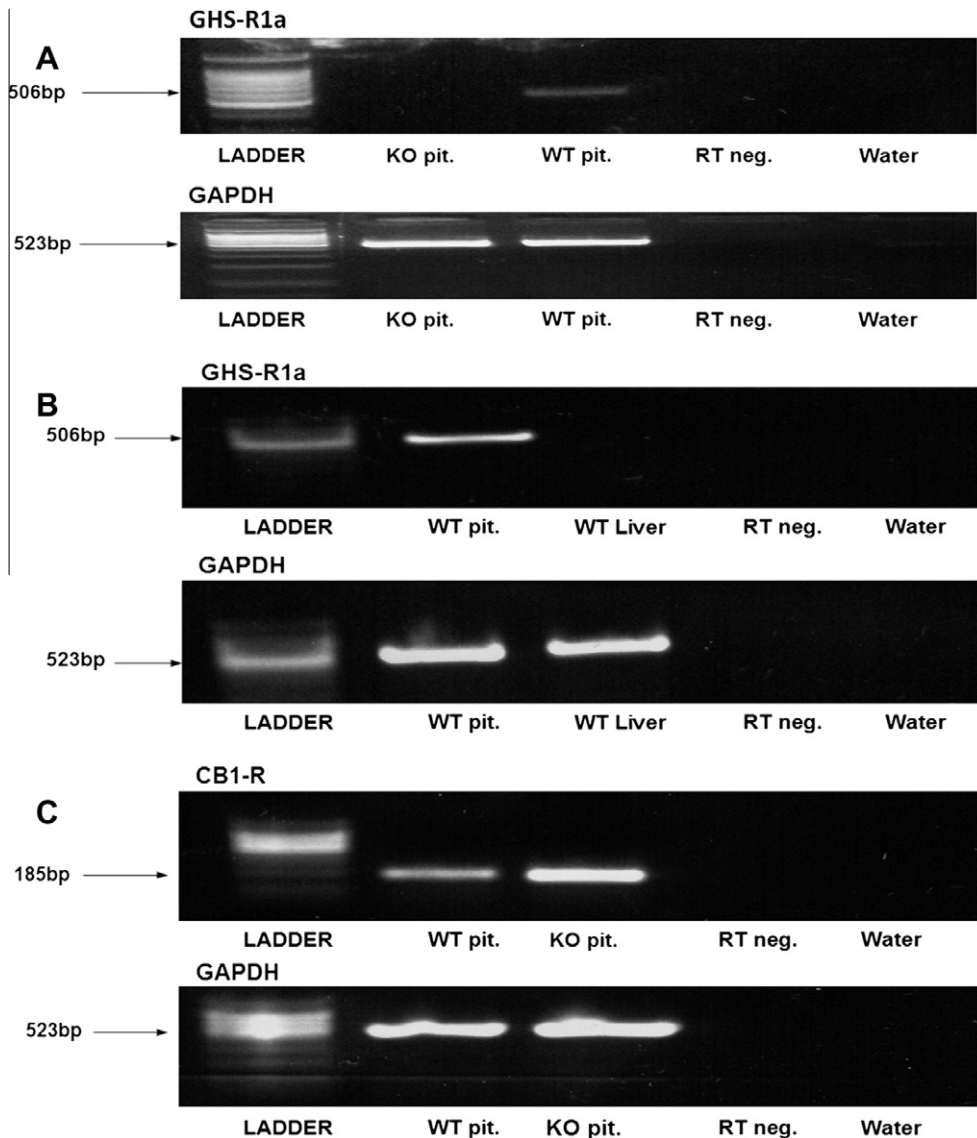 GHS-R1a
A
506bp
LADDER KO pit. WT pit. RT neg. Water
GAPDH
523bp
LADDER KO pit. WT pit. RT neg. Water
GHS-R1a
B
506bp
LADDER WT pit. WT Liver RT neg. Water
GAPDH
523bp
LADDER WT pit. WT Liver RT neg. Water
CB1-R
C
185bp
LADDER WT pit. KO pit. RT neg. Water
GAPDH
523bp
LADDER WT pit. KO pit. RT neg. Water